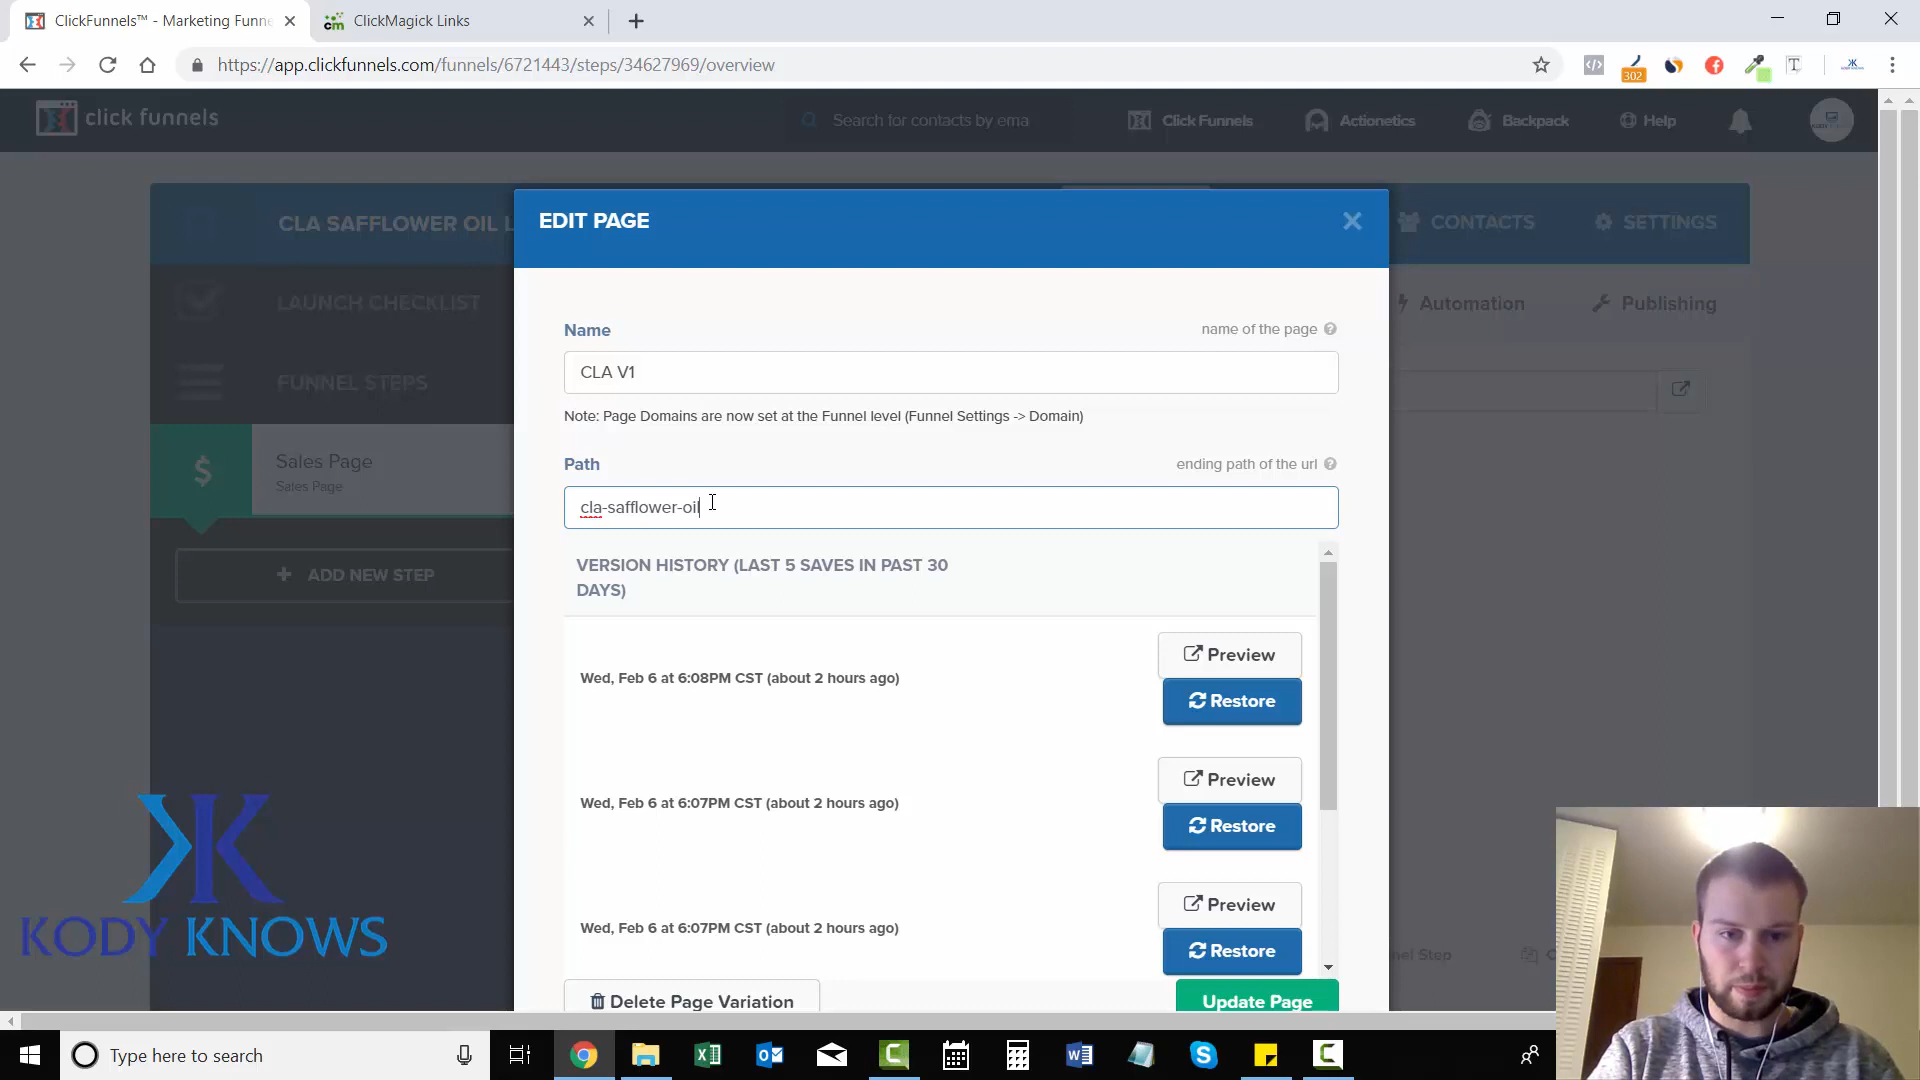 ClickFunnels™ - Marketing Funne
ClickMagick Links
https://app.clickfunnels.com/funnels/6721443/steps/34627969/overview
302
click funnels
Search for contacts by ema
Click Funnels
Actionetics
Backpack
Help
CLA SAFFLOWER OIL L
EDIT PAGE
CONTACTS
SETTINGS
LAUNCH CHECKLIST
Automation
Publishing
FUNNEL STEPS
Name
name of the page
CLA V1
Note: Page Domains are now set at the Funnel level (Funnel Settings -> Domain)
Path
ending path of the url
cla-safflower-oil
Sales Page
Sales Page
ADD NEW STEP
VERSION HISTORY (LAST 5 SAVES IN PAST 30
DAYS)
Preview
Wed, Feb 6 at 6:08PM CST (about 2 hours ago)
Restore
Preview
Wed, Feb 6 at 6:07PM CST (about 2 hours ago)
Restore
Preview
Wed, Feb 6 at 6:07PM CST (about 2 hours ago)
Restore
Delete Page Variation
Update Page
KODY KNOWS
Type here to search